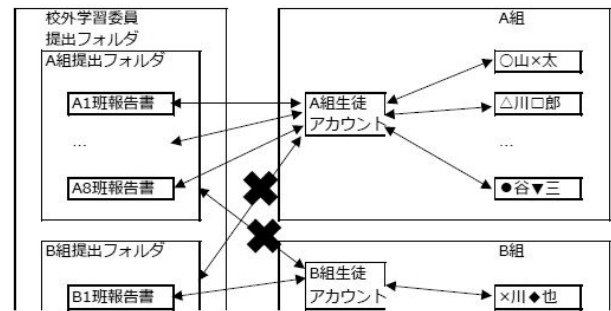 校外学習委員
提出フォルダ
A組提出フォルダ
A1班報告書
…
A8班報告書
B組提出フォルダ
B1班報告書
A組
A組生徒
アカウント
○山×太
△川□郎
…
●谷▼三
B組
B組生徒
アカウント
×川◆也